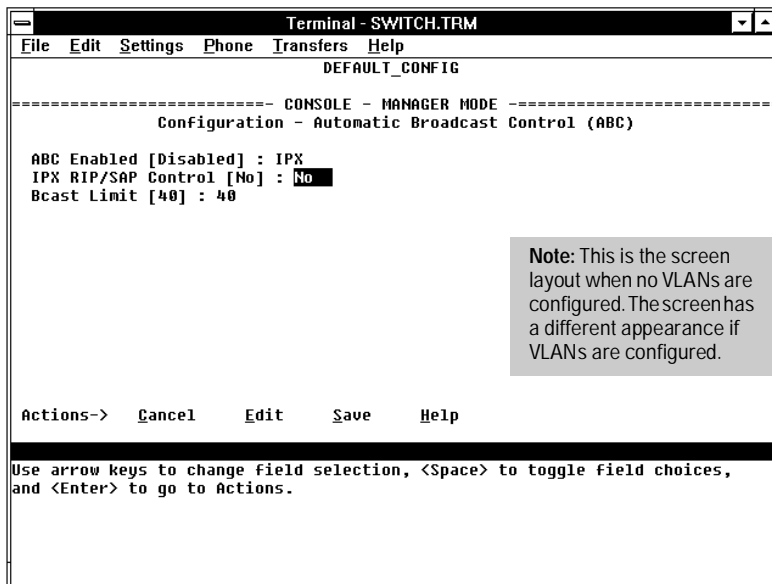 Terminal - SWITCH.TRM
File Edit Settings Phone Transfers Help
DEFAULT_CONFIG
==========================- CONSOLE - MANAGER MODE -==========================
Configuration - Automatic Broadcast Control (ABC)
ABC Enabled [Disabled] : IPX
IPX RIP/SAP Control [No] : No
Bcast Limit [40] : 40
Note: This is the screen
layout when no VLANs are
configured. The screen has
a different appearance if
VLANs are configured.
Actions-> Cancel Edit Save Help
Use arrow keys to change field selection, <Space> to toggle field choices,
and <Enter> to go to Actions.